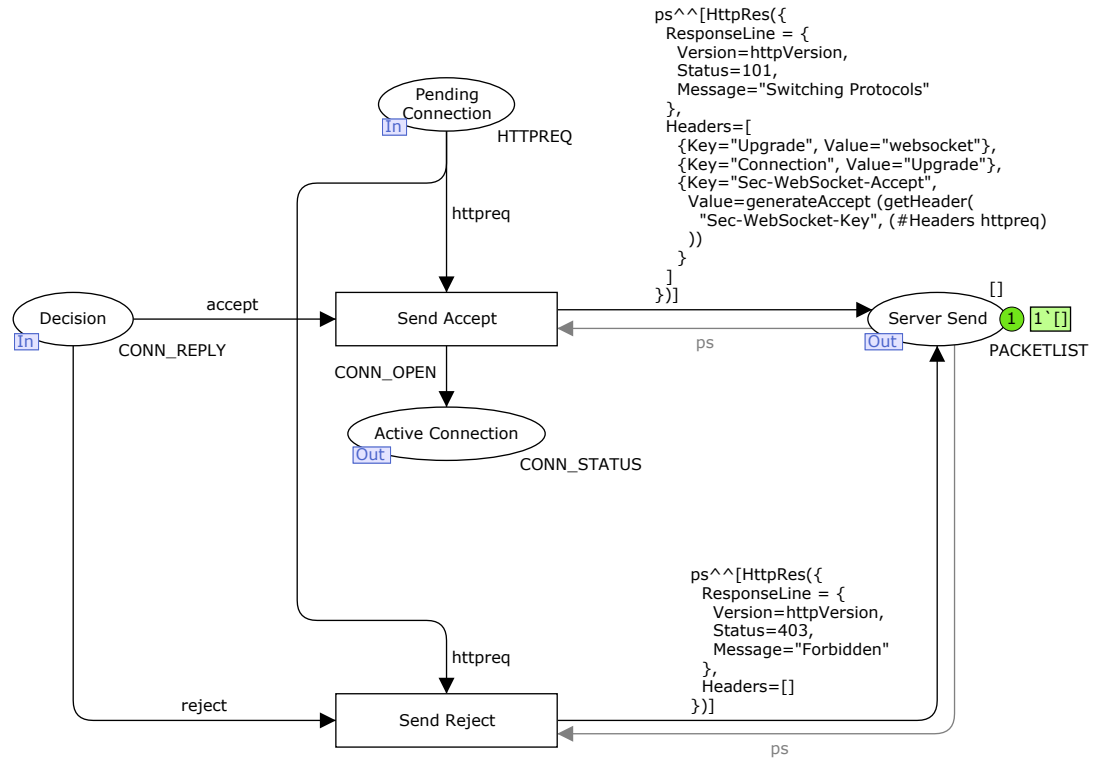 ps^^[HttpRes({
ResponseLine = {
Version=httpVersion,
Status=101,
Message="Switching Protocols"
},
Headers=[
{Key="Upgrade", Value="websocket"},
{Key="Connection", Value="Upgrade"},
{Key="Sec-WebSocket-Accept",
Value=generateAccept (getHeader(
"Sec-WebSocket-Key", (#Headers httpreq)
))
}
]
})]
Pending
Connection
In
HTTPREQ
httpreq
Decision
In
CONN_REPLY
accept
Send Accept
ps
[]
Server Send
1
1`[]
Out
PACKETLIST
CONN_OPEN
Active Connection
Out
CONN_STATUS
ps^^[HttpRes({
ResponseLine = {
Version=httpVersion,
Status=403,
Message="Forbidden"
},
Headers=[]
})]
httpreq
reject
Send Reject
ps